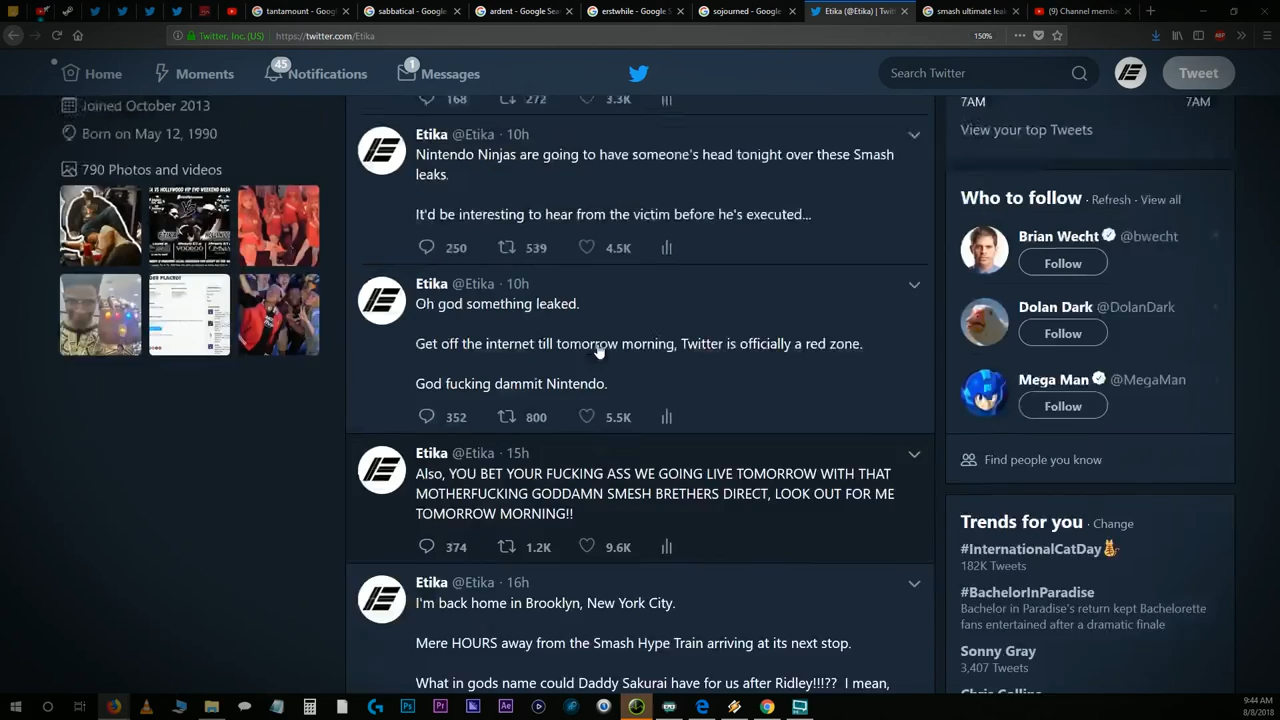 tantamount - Googl
sabbatical - Google
ardent - Google Sear
erstwhile - Google S
sojourned - Google
Etika (@Etika) | Twit
smash ultimate leak
(9) Channel membe
Twitter, Inc. (US)
https://twitter.com/Etika
150%
Home
Moments
45
Notifications
1
Messages
Search Twitter
Tweet
Joined October 2013
Born on May 12, 1990
790 Photos and videos
168 272 3.3K
Etika @Etika · 10h
Nintendo Ninjas are going to have someone's head tonight over these Smash
leaks.
It'd be interesting to hear from the victim before he's executed...
250 539 4.5K
Etika @Etika · 10h
Oh god something leaked.
Get off the internet till tomorrow morning, Twitter is officially a red zone.
God fucking dammit Nintendo.
352 800 5.5K
Etika @Etika · 15h
Also, YOU BET YOUR FUCKING ASS WE GOING LIVE TOMORROW WITH THAT
MOTHERFUCKING GODDAMN SMESH BRETHERS DIRECT, LOOK OUT FOR ME
TOMORROW MORNING!!
374 1.2K 9.6K
Etika @Etika · 16h
I'm back home in Brooklyn, New York City.
Mere HOURS away from the Smash Hype Train arriving at its next stop.
What in gods name could Daddy Sakurai have for us after Ridley!!!?? I mean,
7AM 7AM
View your top Tweets
Who to follow · Refresh · View all
Brian Wecht @bwecht
Follow
Dolan Dark @DolanDark
Follow
Mega Man @MegaMan
Follow
Find people you know
Trends for you · Change
#InternationalCatDay
182K Tweets
#BachelorInParadise
Bachelor in Paradise's return kept Bachelorette
fans entertained after a dramatic finale
Sonny Gray
3,407 Tweets
Chris Collins
9:44 AM
8/8/2018